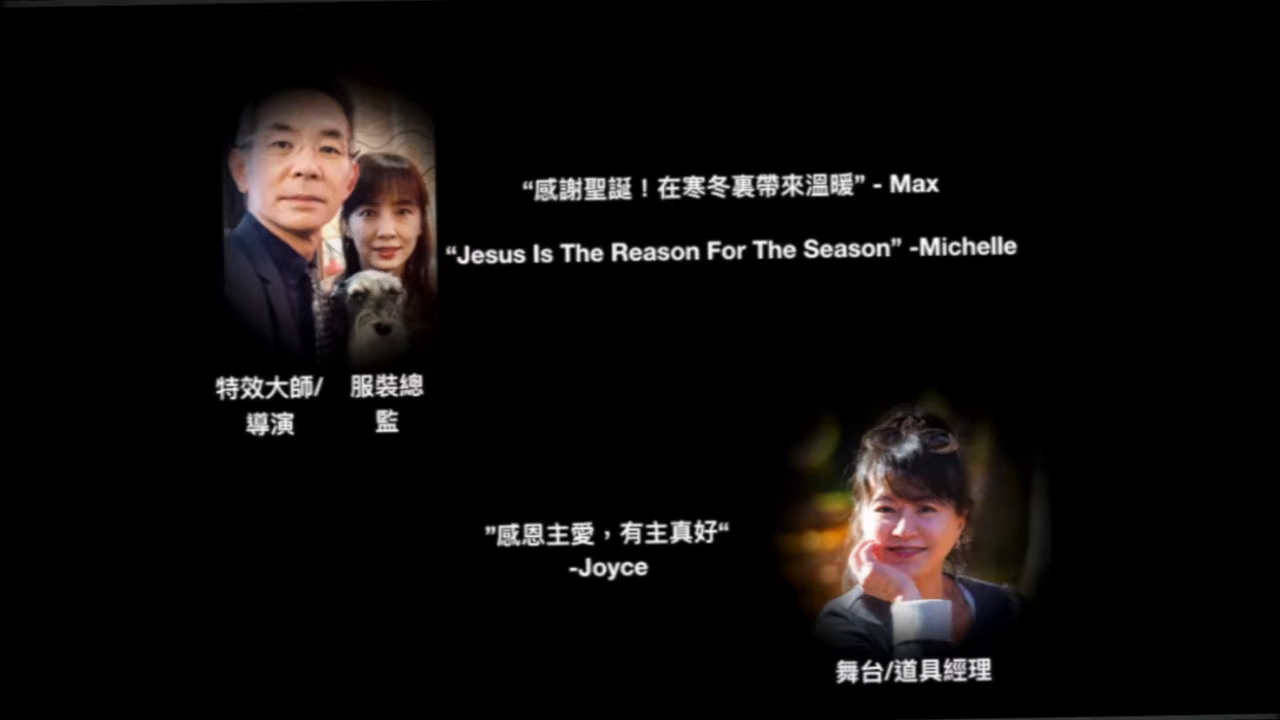 “感謝聖誕！在寒冬裏帶來溫暖” - Max
“Jesus Is The Reason For The Season” -Michelle
特效大師/
導演
服裝總
監
”感恩主愛，有主真好“
-Joyce
舞台/道具經理